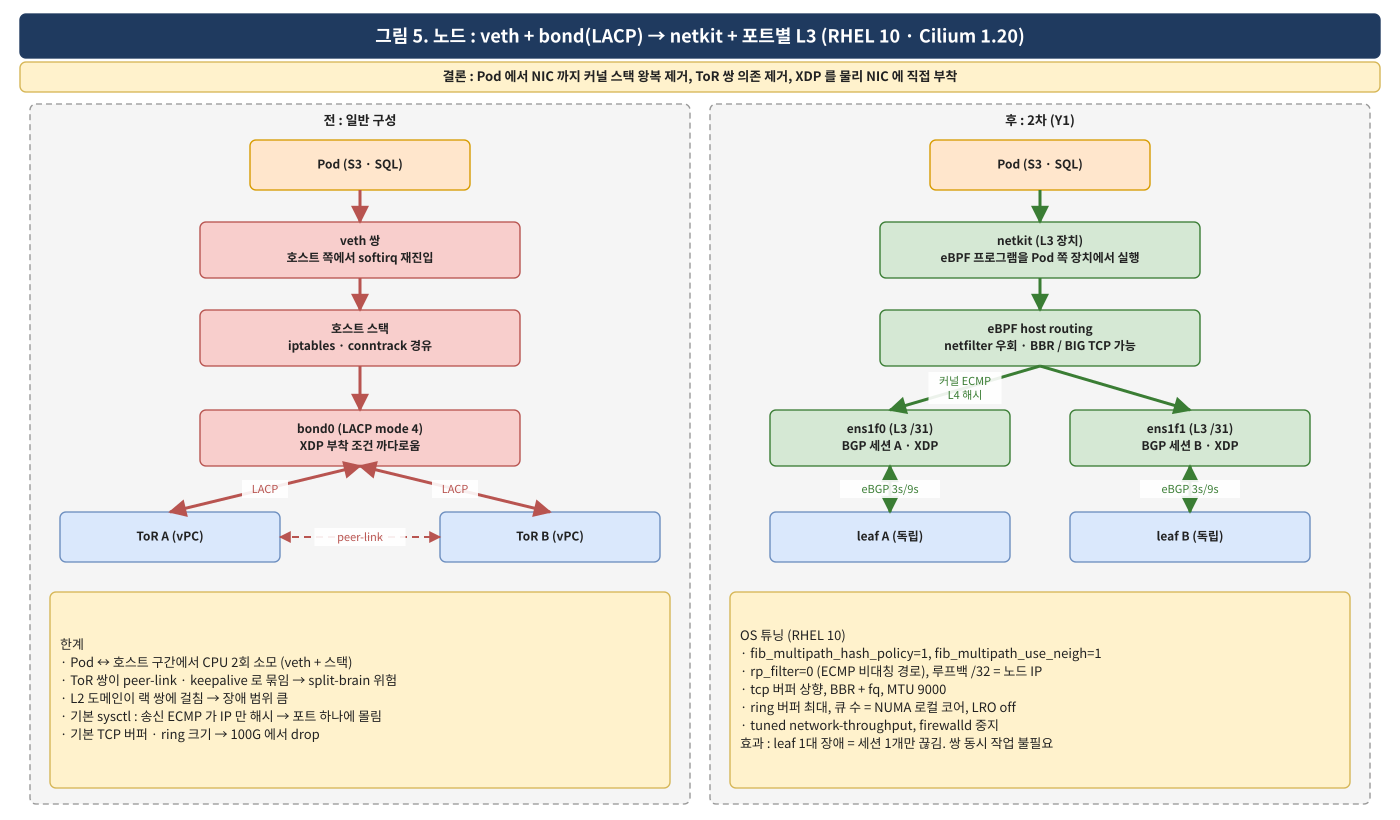 그림 5. 노드 : veth + bond(LACP) → netkit + 포트별 L3 (RHEL 10 · Cilium 1.20)
결론 : Pod 에서 NIC 까지 커널 스택 왕복 제거, ToR 쌍 의존 제거, XDP 를 물리 NIC 에 직접 부착
전 : 일반 구성
Pod (S3 · SQL)
veth 쌍
호스트 쪽에서 softirq 재진입
호스트 스택
iptables · conntrack 경유
bond0 (LACP mode 4)
XDP 부착 조건 까다로움
LACP
LACP
ToR A (vPC)
peer-link
ToR B (vPC)
한계
· Pod ↔ 호스트 구간에서 CPU 2회 소모 (veth + 스택)
· ToR 쌍이 peer-link · keepalive 로 묶임 → split-brain 위험
· L2 도메인이 랙 쌍에 걸침 → 장애 범위 큼
· 기본 sysctl : 송신 ECMP 가 IP 만 해시 → 포트 하나에 몰림
· 기본 TCP 버퍼 · ring 크기 → 100G 에서 drop
후 : 2차 (Y1)
Pod (S3 · SQL)
netkit (L3 장치)
eBPF 프로그램을 Pod 쪽 장치에서 실행
eBPF host routing
netfilter 우회 · BBR / BIG TCP 가능
커널 ECMP
L4 해시
ens1f0 (L3 /31)
BGP 세션 A · XDP
ens1f1 (L3 /31)
BGP 세션 B · XDP
eBGP 3s/9s
eBGP 3s/9s
leaf A (독립)
leaf B (독립)
OS 튜닝 (RHEL 10)
· fib_multipath_hash_policy=1, fib_multipath_use_neigh=1
· rp_filter=0 (ECMP 비대칭 경로), 루프백 /32 = 노드 IP
· tcp 버퍼 상향, BBR + fq, MTU 9000
· ring 버퍼 최대, 큐 수 = NUMA 로컬 코어, LRO off
· tuned network-throughput, firewalld 중지
효과 : leaf 1대 장애 = 세션 1개만 끊김. 쌍 동시 작업 불필요